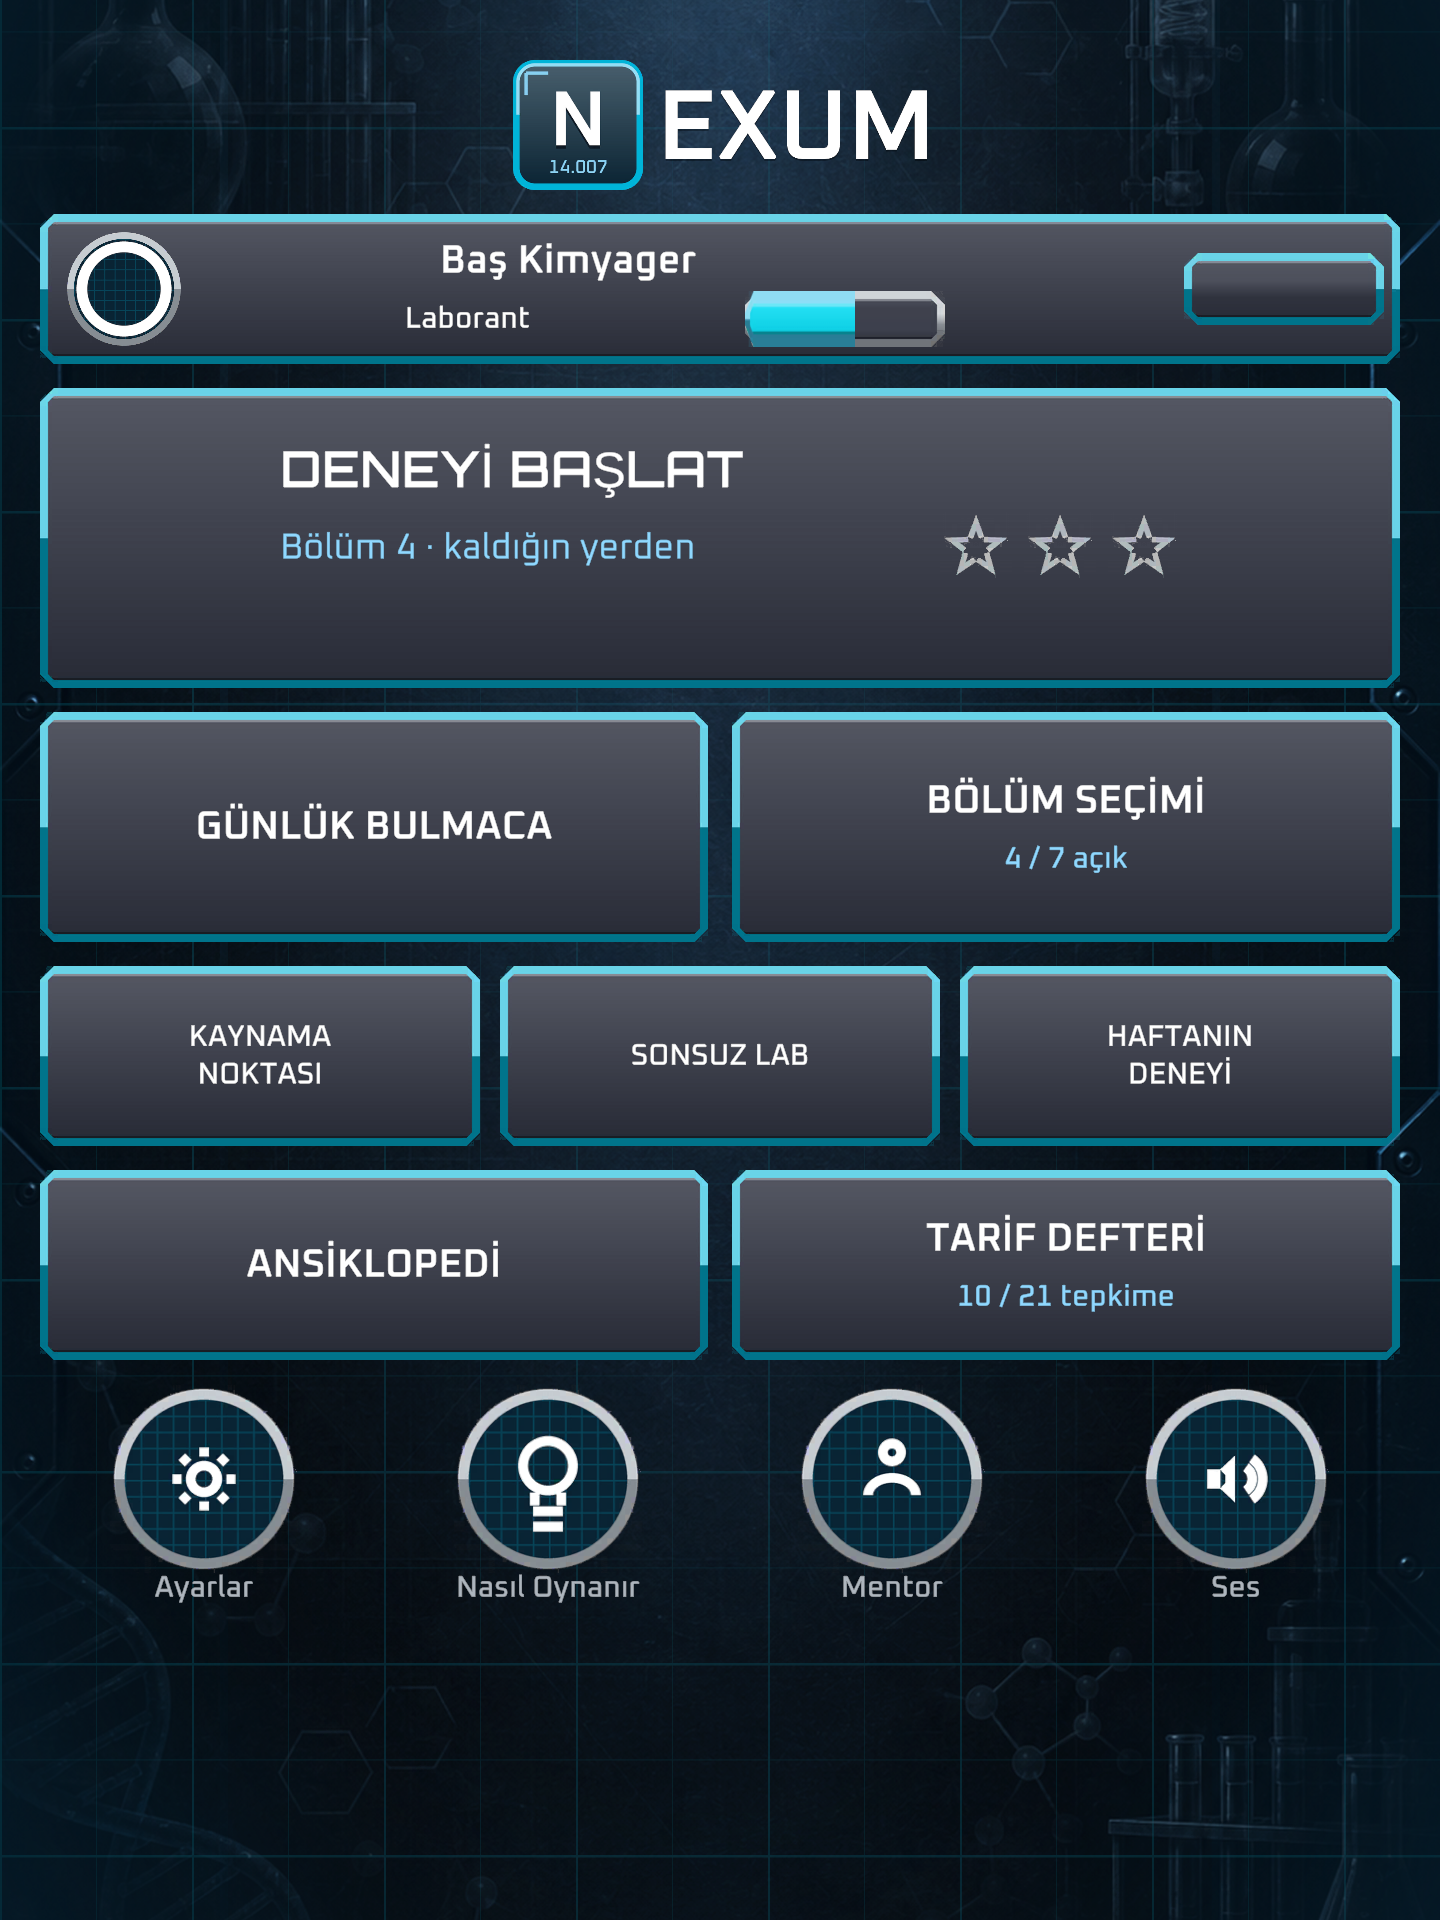 NEXUM
14.007
Baş Kimyager
Laborant
DENEYİ BAŞLAT
Bölüm 4 · kaldığın yerden
GÜNLÜK BULMACA
BÖLÜM SEÇİMİ
4 / 7 açık
KAYNAMA
NOKTASI
SONSUZ LAB
HAFTANIN
DENEYİ
ANSİKLOPEDİ
TARİF DEFTERİ
10 / 21 tepkime
Ayarlar
Nasıl Oynanır
Mentor
Ses